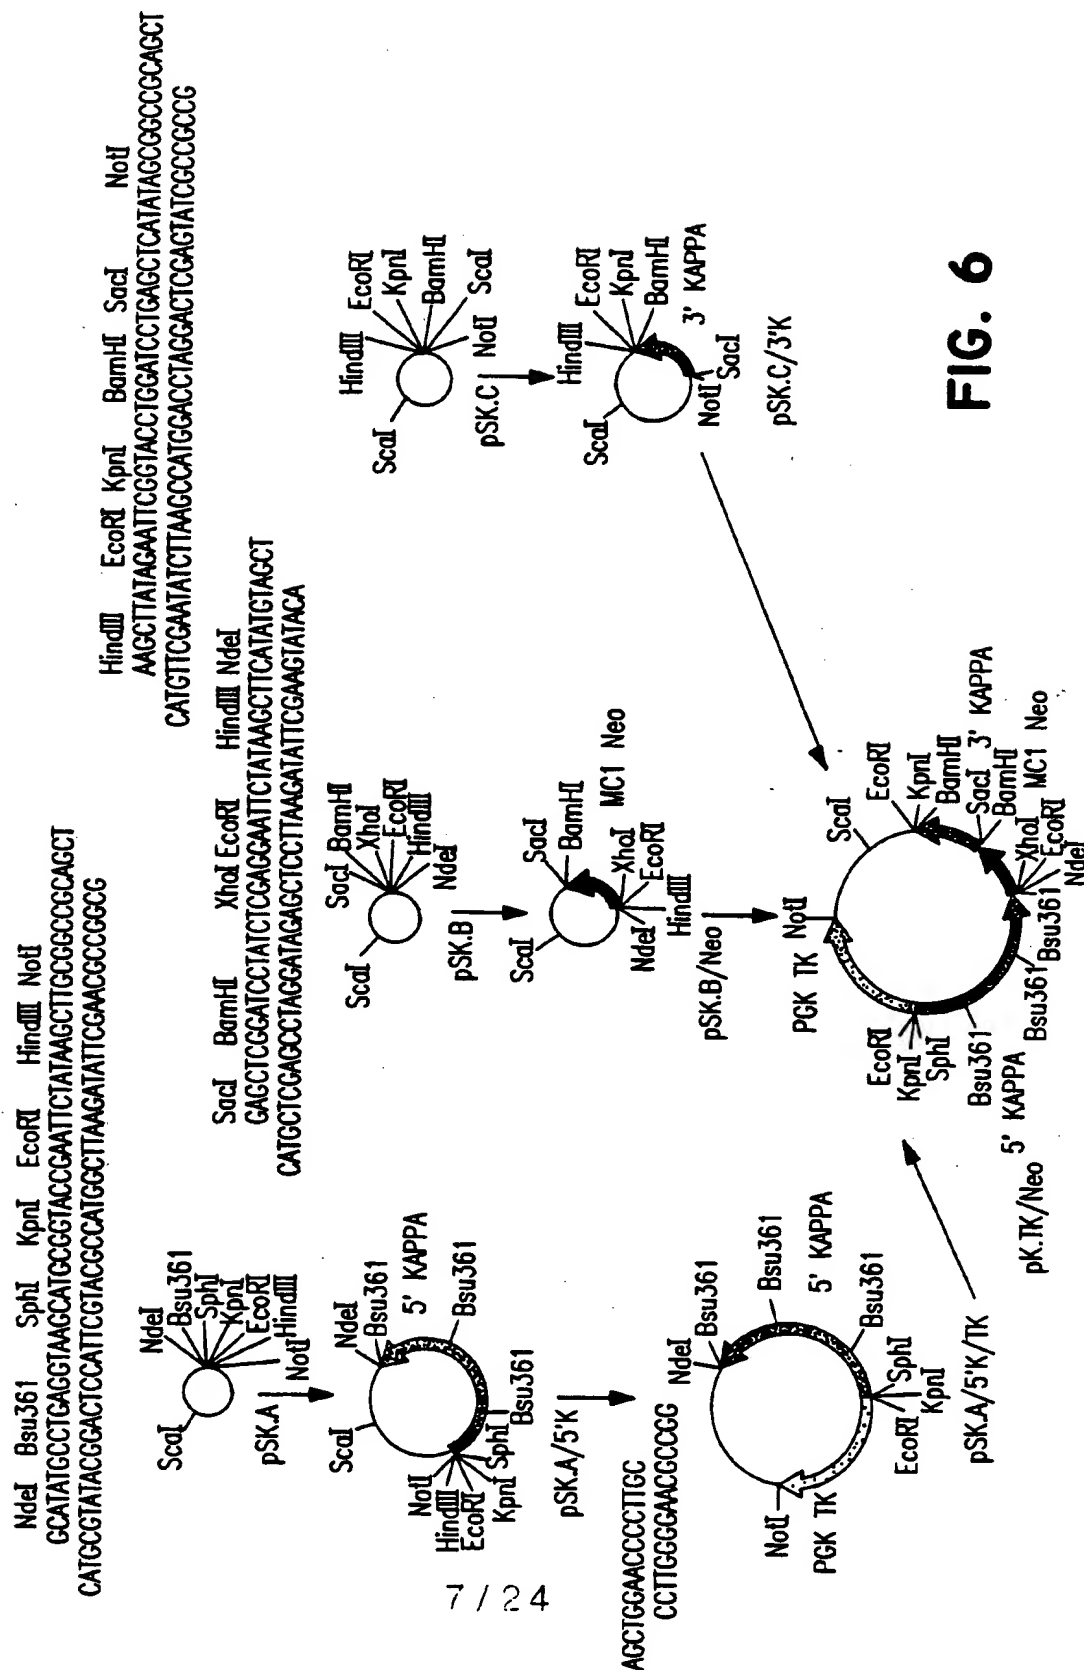 NdeI Bsu361 SphI KpnI EcoRI HindIII NotI
GCATATGCCTGAGGTAAGCATGCGGTACCGAATTCTATAAGCTTGCGGCCGCAGCT
CATGCGTATACGGACTCCATTCGTACGCCATGGCTTAAGATATTCGAACGCCGGCG
SacI BamHI XhoI EcoRI HindIII NdeI
GAGCTCGGATCCTATCTCGAGGAATTCTATAAGCTTCATATGTAGCT
CATGCTCGAGCCTAGGATAGAGCTCCTTAAGATATTCGAAGTATACA
HindIII EcoRI KpnI BamHI SacI NotI
AAGCTTATAGAATTCGGTACCTGGATCCTGAGCTCATATAGCGGCCGCAGCT
CATGTTCGAATATCTTAAGCCATGGACCTAGGACTCGAGTATCGCCGCCG
ScaI
NdeI
Bsu361
SphI
KpnI
EcoRI
HindIII
NotI
pSK.A
ScaI
NdeI
Bsu361
5' KAPPA
Bsu361
Bsu361
SphI
KpnI
EcoRI
HindIII
NotI
pSK.A/5'K
AGCTGGAACCCCTTGC
CCTTGGGGAACGCCGG
NdeI
Bsu361
Bsu361
5' KAPPA
Bsu361
SphI
KpnI
EcoRI
PGK TK
NotI
pSK.A/5'K/TK
ScaI
SacI
BamHI
XhoI
EcoRI
HindIII
NdeI
pSK.B
ScaI
SacI
BamHI
MC1 Neo
XhoI
EcoRI
HindIII
NdeI
pSK.B/Neo
ScaI
HindIII
EcoRI
KpnI
BamHI
ScaI
NotI
pSK.C
ScaI
HindIII
EcoRI
KpnI
BamHI
3' KAPPA
SacI
NotI
pSK.C/3'K
PGK TK
NotI
ScaI
EcoRI
KpnI
BamHI
SacI
3' KAPPA
BamHI
MC1 Neo
XhoI
EcoRI
NdeI
Bsu361
Bsu361
Bsu361
5' KAPPA
SphI
KpnI
EcoRI
pK.TK/Neo
FIG. 6
7/24